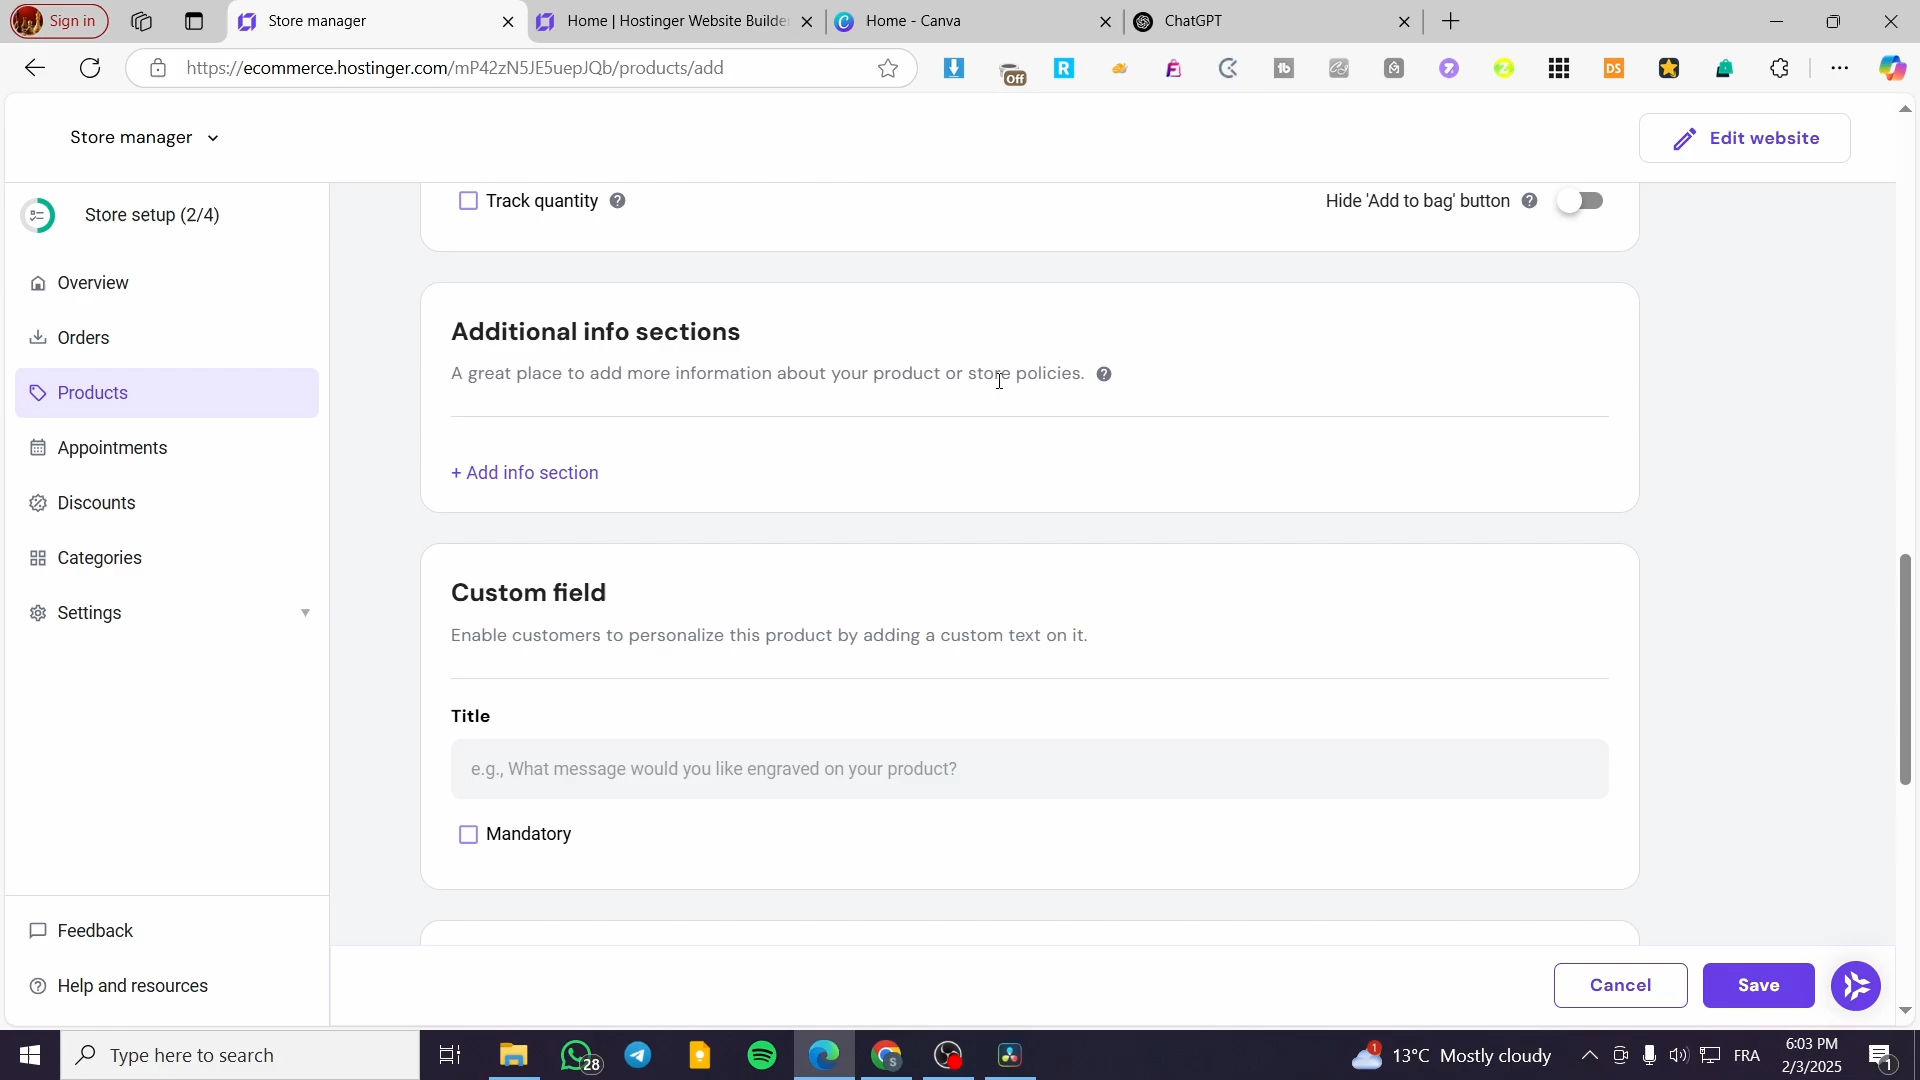 Sign in
Store manager
Home | Hostinger Website Builde
Home - Canva
ChatGPT
https://ecommerce.hostinger.com/mP42zN5JE5uepJQb/products/add
Off
R
tb
DS
Store manager
Edit website
Store setup (2/4)
Overview
Orders
Products
Appointments
Discounts
Categories
Settings
Feedback
Help and resources
Track quantity
Hide 'Add to bag' button
Additional info sections
A great place to add more information about your product or store policies.
+ Add info section
Custom field
Enable customers to personalize this product by adding a custom text on it.
Title
e.g., What message would you like engraved on your product?
Mandatory
Cancel
Save
Type here to search
28
1
13°C Mostly cloudy
FRA
6:03 PM
2/3/2025
1